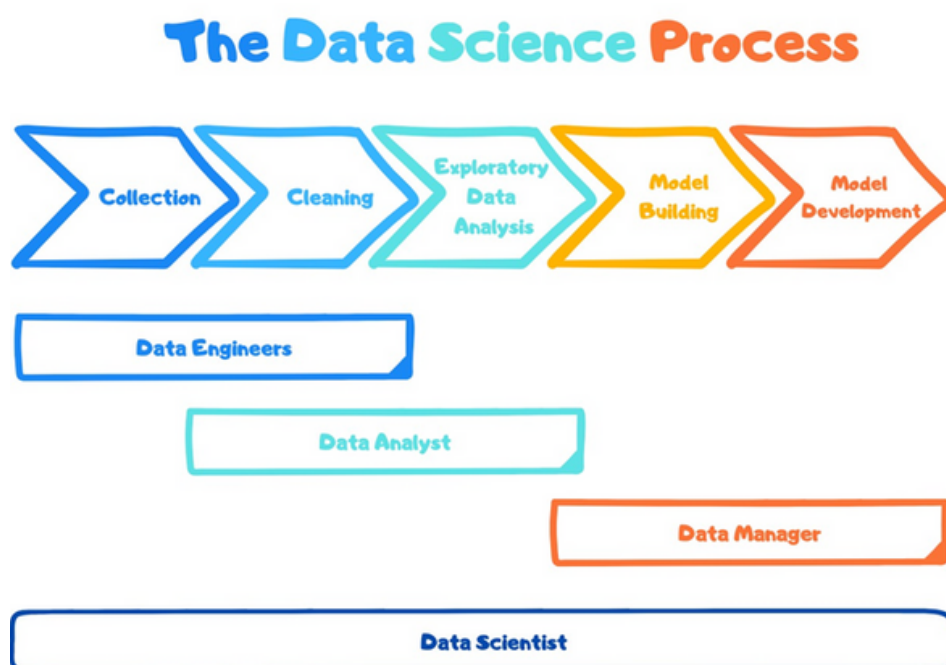 The Data Science Process
Collection
Cleaning
Exploratory
Data
Analysis
Model
Building
Model
Development
Data Engineers
Data Analyst
Data Manager
Data Scientist